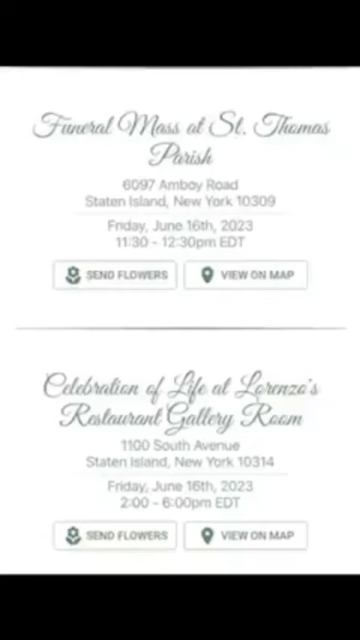 Funeral Mass at St. Thomas
Parish
6097 Amboy Road
Staten Island, New York 10309
Friday, June 16th, 2023
11:30 - 12:30pm EDT
SEND FLOWERS
VIEW ON MAP
Celebration of Life at Lorenzo's
Restaurant Gallery Room
1100 South Avenue
Staten Island, New York 10314
Friday, June 16th, 2023
2:00 - 6:00pm EDT
SEND FLOWERS
VIEW ON MAP